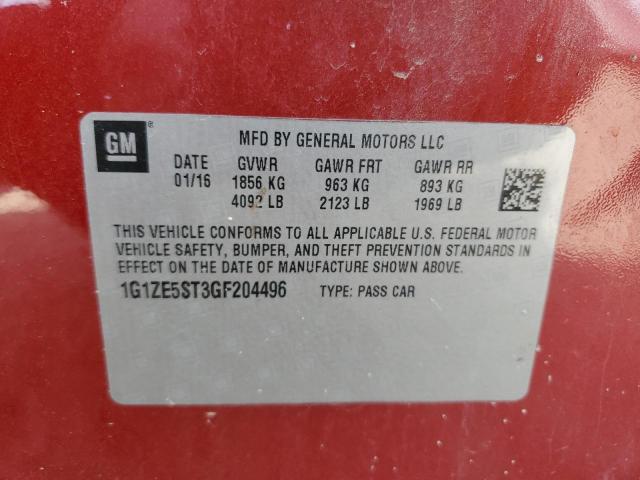 GM ®
MFD BY GENERAL MOTORS LLC
DATE GVWR GAWR FRT GAWR RR
01/16 1856 KG 963 KG 893 KG
4092 LB 2123 LB 1969 LB
THIS VEHICLE CONFORMS TO ALL APPLICABLE U.S. FEDERAL MOTOR
VEHICLE SAFETY, BUMPER, AND THEFT PREVENTION STANDARDS IN
EFFECT ON THE DATE OF MANUFACTURE SHOWN ABOVE.
1G1ZE5ST3GF204496 TYPE: PASS CAR